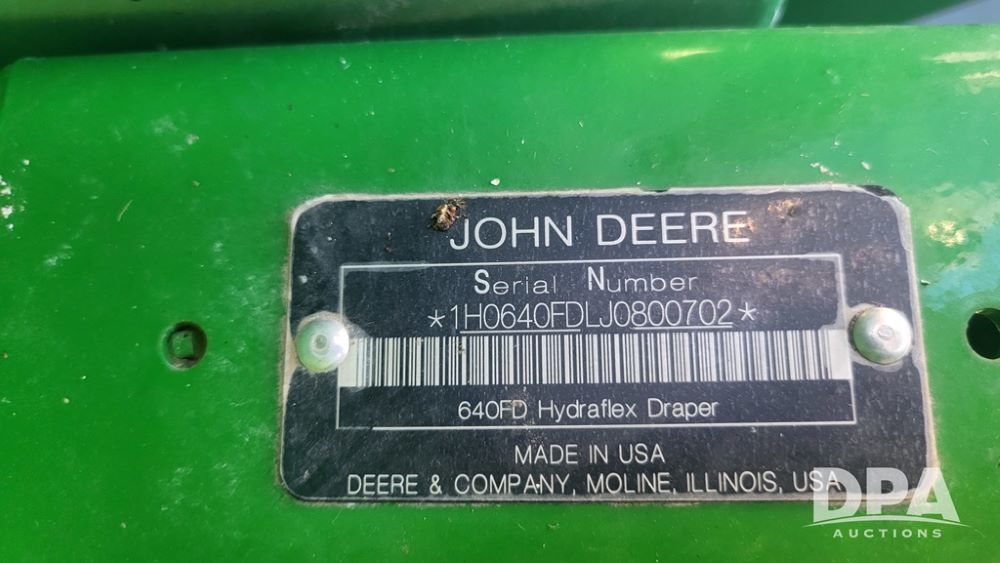 JOHN DEERE
Serial Number
*1H0640FDLJ0800702*
640FD Hydraflex Draper
MADE IN USA
DEERE & COMPANY, MOLINE, ILLINOIS, USA
DPA
AUCTIONS